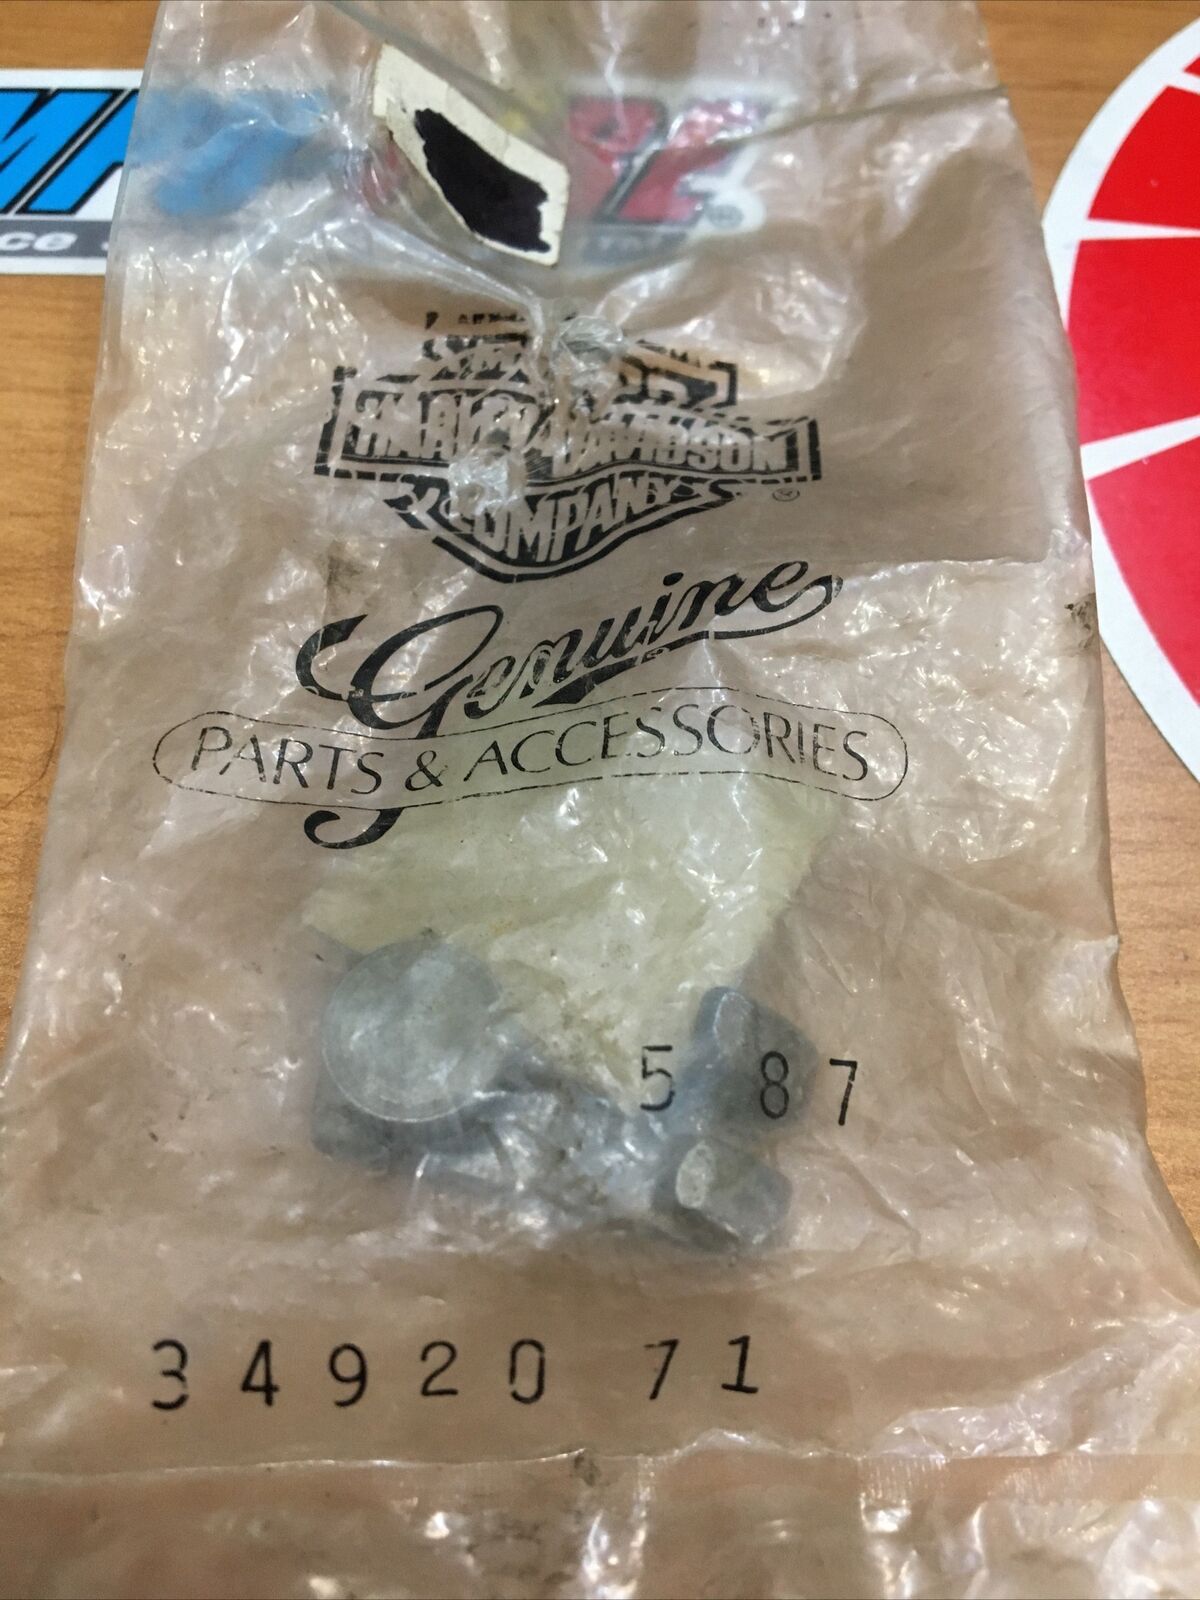 HARLEY-DAVIDSON
COMPANY
®
Genuine
PARTS & ACCESSORIES
5 87
34920 71